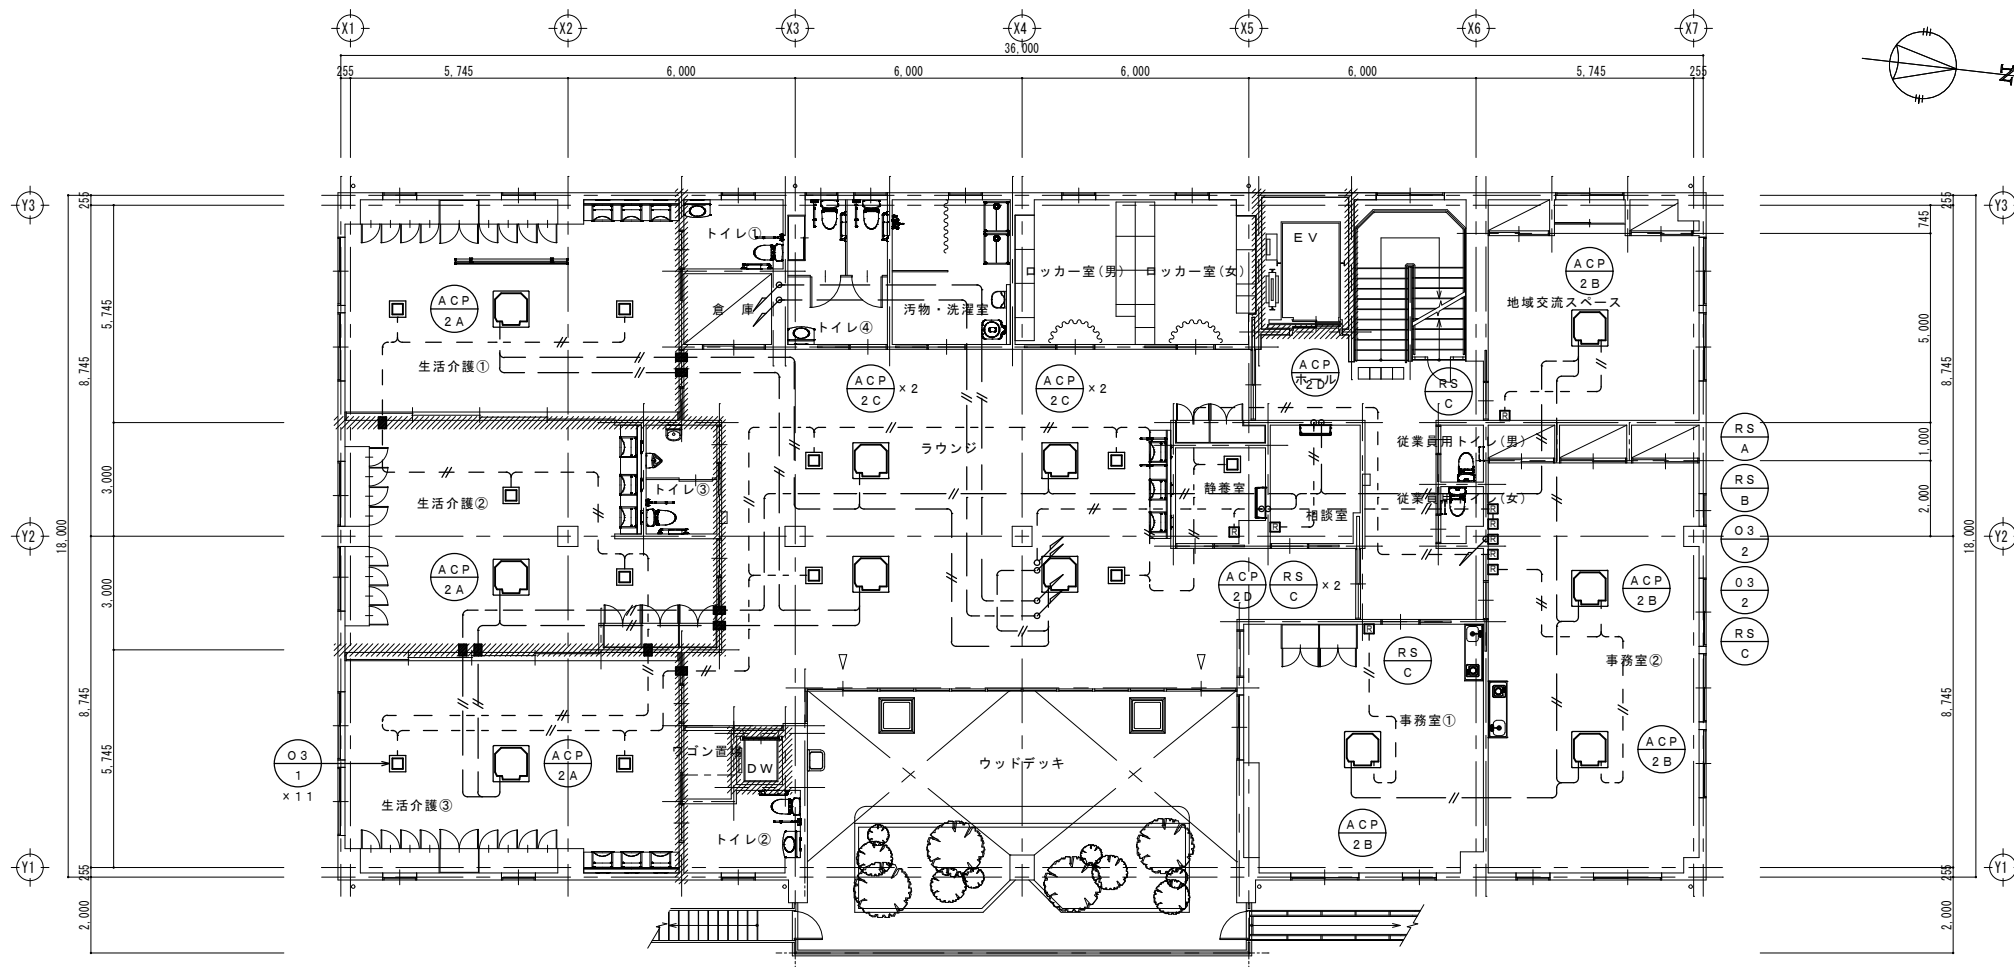 X1 X2 X3 X4 X5 X6 X7
36,000
255 5,745 6,000 6,000 6,000 6,000 5,745 255
N
Y3 Y3
255 255
745
トイレ①
EV
ACP 2B
ロッカー室(男) ロッカー室(女)
地域交流スペース
ACP 2A
倉庫
汚物・洗濯室
トイレ④
5,745
5,000
生活介護①
8,745
8,745
ACP 2C ×2
ACP 2C ×2
ACP 2D
ホール
RS C
RS A
従業員用トイレ(男)
1,000
ラウンジ
3,000
トイレ③
静養室
RS B
生活介護②
従業員用トイレ(女)
2,000
相談室
R R R R R R R R R
Y2 Y2
18,000 18,000
O3 2
ACP 2A
ACP 2D
RS C ×2
ACP 2B
O3 2
3,000
RS C
RS C
事務室②
8,745
8,745
事務室①
ワゴン置場
DW
ウッドデッキ
O3 1
×11
ACP 2A
ACP 2B
5,745
生活介護③
トイレ②
ACP 2B
Y1 Y1
255 255
2,000 2,000